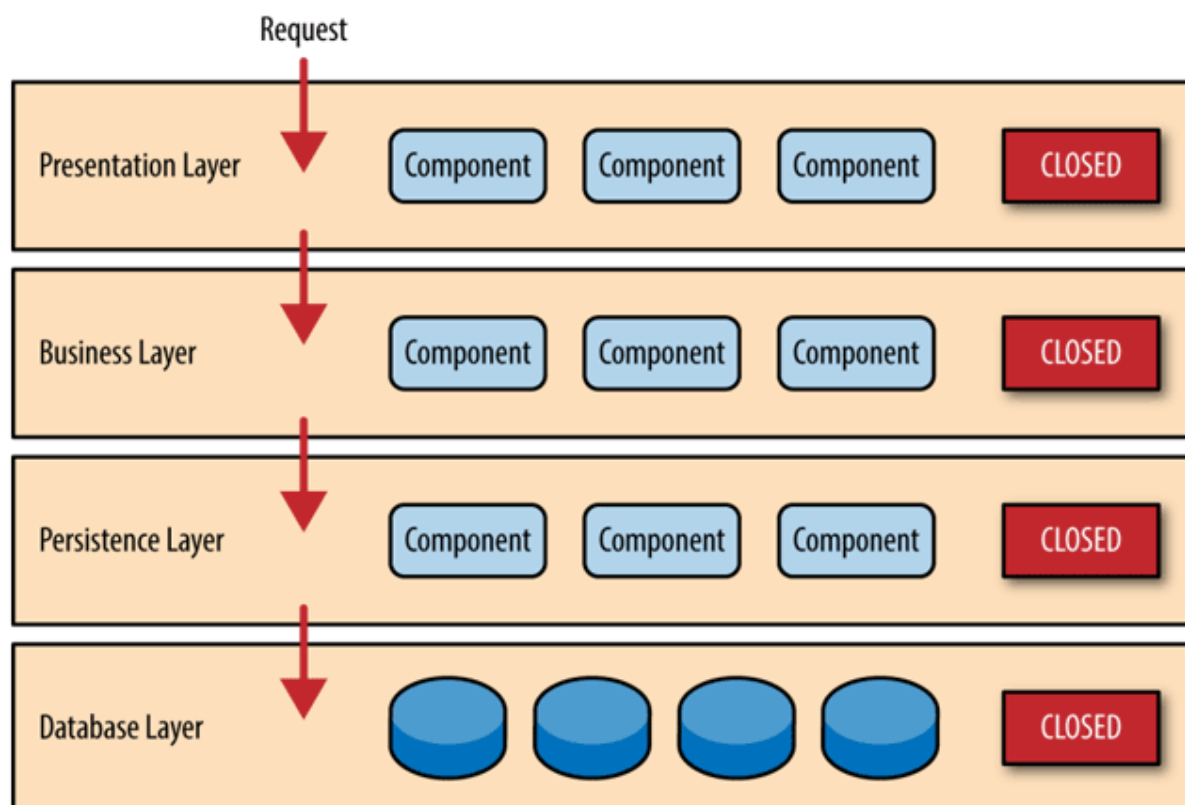 Request
Presentation Layer
Component
Component
Component
CLOSED
Business Layer
Component
Component
Component
CLOSED
Persistence Layer
Component
Component
Component
CLOSED
Database Layer
CLOSED